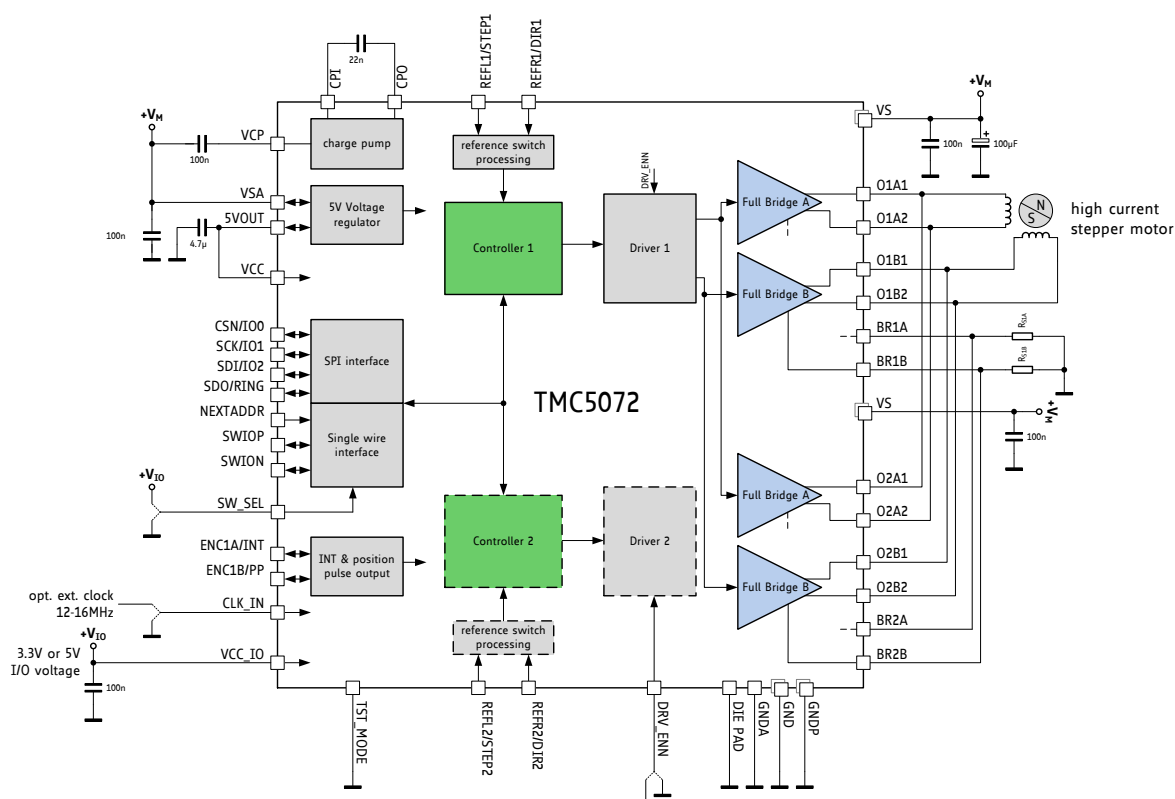 22n
CPI
CPO
REFL1/STEP1
REFR1/DIR1
+VM
VCP
100n
charge pump
reference switch
processing
VS
+VM
100n
+
100µF
VSA
5VOUT
100n
4.7µ
5V Voltage
regulator
VCC
Controller 1
DRV_ENN
Driver 1
Full Bridge A
O1A1
O1A2
N
S
high current
stepper motor
Full Bridge B
O1B1
O1B2
BR1A
RS1A
BR1B
RS1B
CSN/IO0
SCK/IO1
SDI/IO2
SDO/RING
SPI interface
NEXTADDR
SWIOP
SWION
Single wire
interface
TMC5072
VS
+VM
100n
+VIO
SW_SEL
Controller 2
Driver 2
Full Bridge A
O2A1
O2A2
ENC1A/INT
ENC1B/PP
INT & position
pulse output
Full Bridge B
O2B1
O2B2
opt. ext. clock
12-16MHz
CLK_IN
reference switch
processing
BR2A
BR2B
+VIO
3.3V or 5V
I/O voltage
VCC_IO
100n
TST_MODE
REFL2/STEP2
REFR2/DIR2
DRV_ENN
DIE PAD
GNDA
GND
GNDP